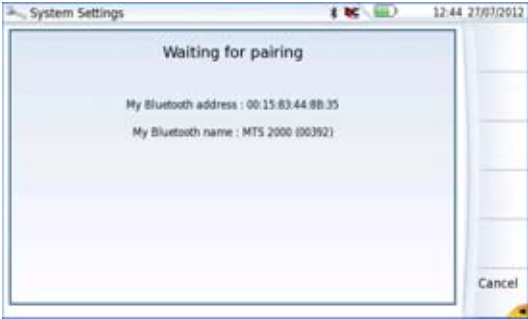 System Settings 12:44 27/07/2012
Waiting for pairing
My Bluetooth address : 00:15:83:44:8B:35
My Bluetooth name : MTS 2000 (00392)
Cancel